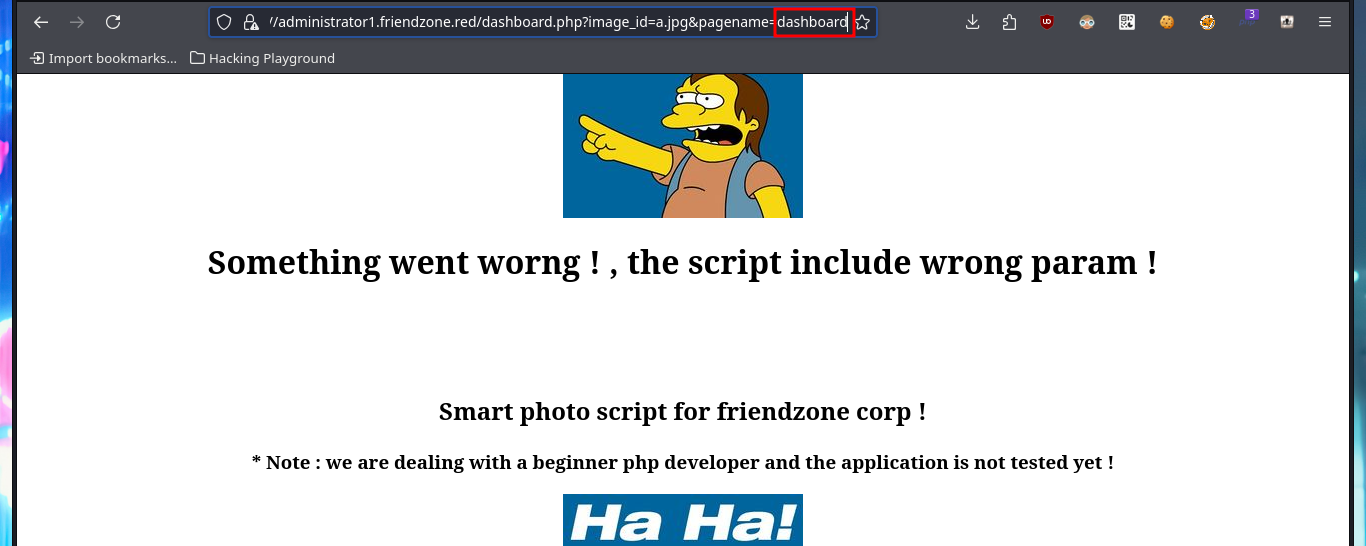 //administrator1.friendzone.red/dashboard.php?image_id=a.jpg&pagename=dashboard
3
Import bookmarks... Hacking Playground
Something went worng ! , the script include wrong param !
Smart photo script for friendzone corp !
* Note : we are dealing with a beginner php developer and the application is not tested yet !
Ha Ha!